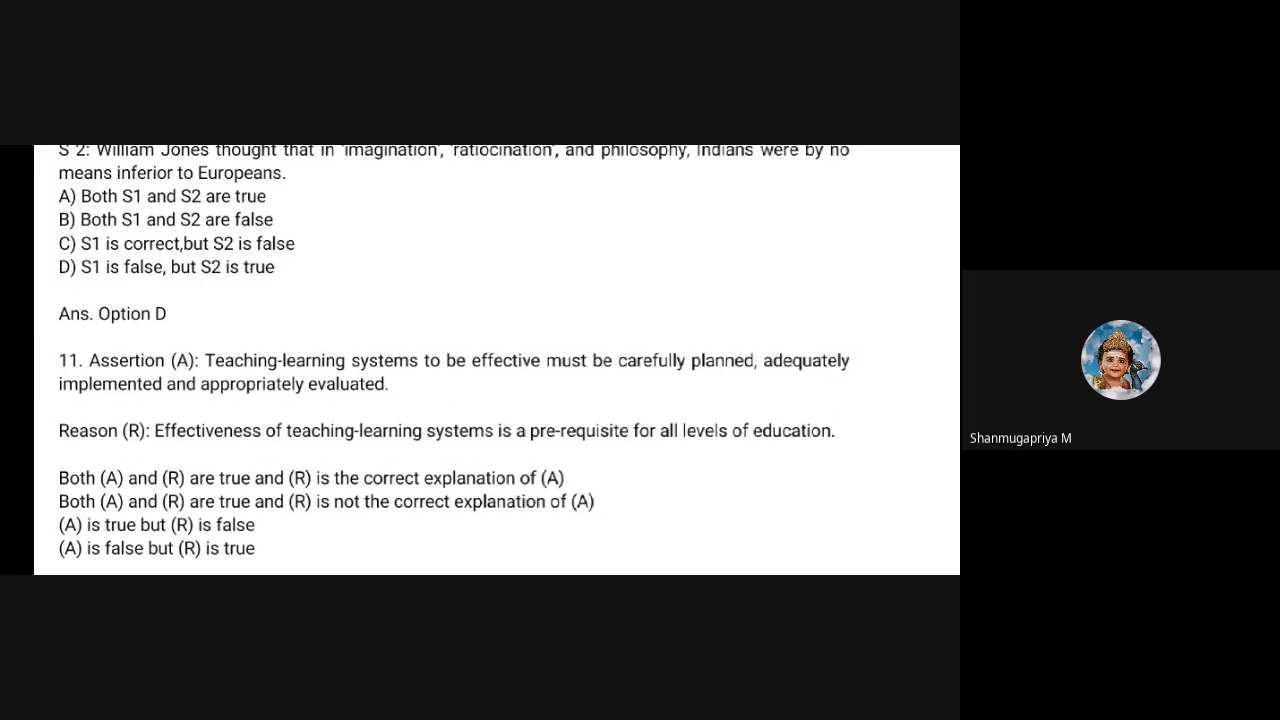 S 2: William Jones thought that in 'imagination', 'ratiocination', and philosophy, Indians were by no
means inferior to Europeans.
A) Both S1 and S2 are true
B) Both S1 and S2 are false
C) S1 is correct,but S2 is false
D) S1 is false, but S2 is true
Ans. Option D
11. Assertion (A): Teaching-learning systems to be effective must be carefully planned, adequately
implemented and appropriately evaluated.
Reason (R): Effectiveness of teaching-learning systems is a pre-requisite for all levels of education.
Both (A) and (R) are true and (R) is the correct explanation of (A)
Both (A) and (R) are true and (R) is not the correct explanation of (A)
(A) is true but (R) is false
(A) is false but (R) is true
Shanmugapriya M